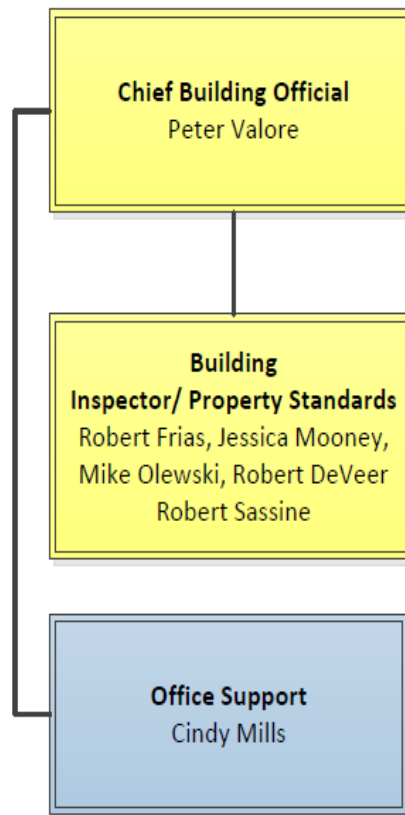 Chief Building Official
Peter Valore
Building
Inspector/ Property Standards
Robert Frias, Jessica Mooney,
Mike Olewski, Robert DeVeer
Robert Sassine
Office Support
Cindy Mills